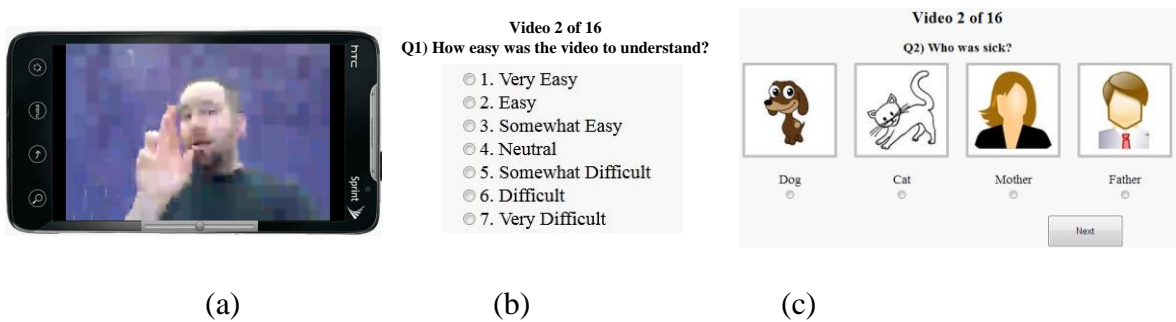 hTC
menu
Sprint
Video 2 of 16
Q1) How easy was the video to understand?
1. Very Easy
2. Easy
3. Somewhat Easy
4. Neutral
5. Somewhat Difficult
6. Difficult
7. Very Difficult
Video 2 of 16
Q2) Who was sick?
Dog Cat Mother Father
Next
(a) (b) (c)